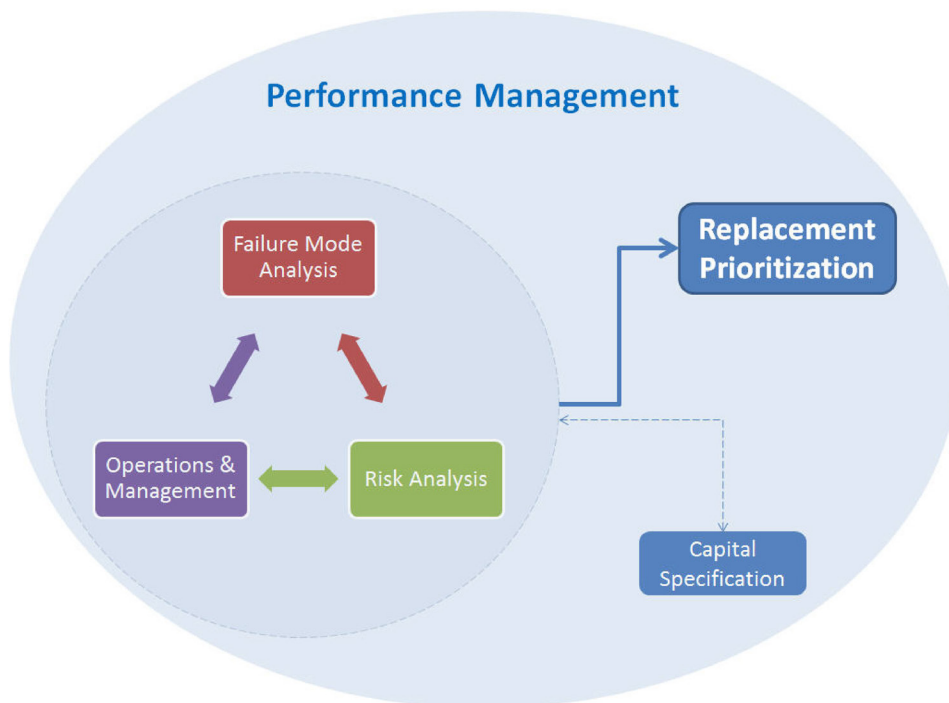 Performance Management
Failure Mode
Analysis
Replacement
Prioritization
Operations &
Management
Risk Analysis
Capital
Specification